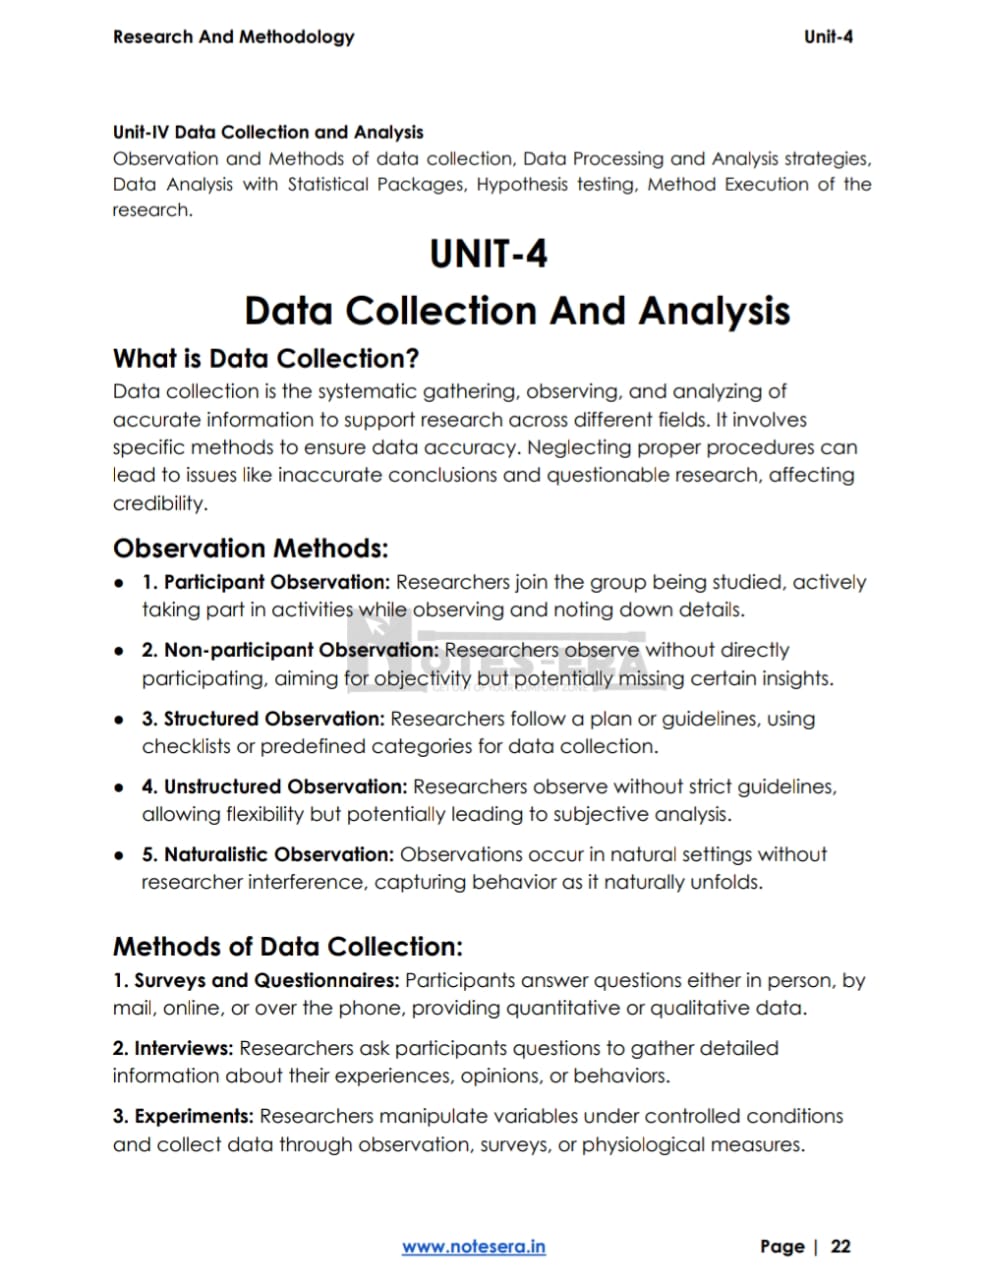 Research And Methodology Unit-4
Unit-IV Data Collection and Analysis
Observation and Methods of data collection, Data Processing and Analysis strategies,
Data Analysis with Statistical Packages, Hypothesis testing, Method Execution of the
research.
UNIT-4
Data Collection And Analysis
What is Data Collection?
Data collection is the systematic gathering, observing, and analyzing of
accurate information to support research across different fields. It involves
specific methods to ensure data accuracy. Neglecting proper procedures can
lead to issues like inaccurate conclusions and questionable research, affecting
credibility.
Observation Methods:
● 1. Participant Observation: Researchers join the group being studied, actively
taking part in activities while observing and noting down details.
● 2. Non-participant Observation: Researchers observe without directly
participating, aiming for objectivity but potentially missing certain insights.
NOTES-ERA
GET OUT OF YOUR COMFORT ZONE
● 3. Structured Observation: Researchers follow a plan or guidelines, using
checklists or predefined categories for data collection.
● 4. Unstructured Observation: Researchers observe without strict guidelines,
allowing flexibility but potentially leading to subjective analysis.
● 5. Naturalistic Observation: Observations occur in natural settings without
researcher interference, capturing behavior as it naturally unfolds.
Methods of Data Collection:
1. Surveys and Questionnaires: Participants answer questions either in person, by
mail, online, or over the phone, providing quantitative or qualitative data.
2. Interviews: Researchers ask participants questions to gather detailed
information about their experiences, opinions, or behaviors.
3. Experiments: Researchers manipulate variables under controlled conditions
and collect data through observation, surveys, or physiological measures.
www.notesera.in Page | 22